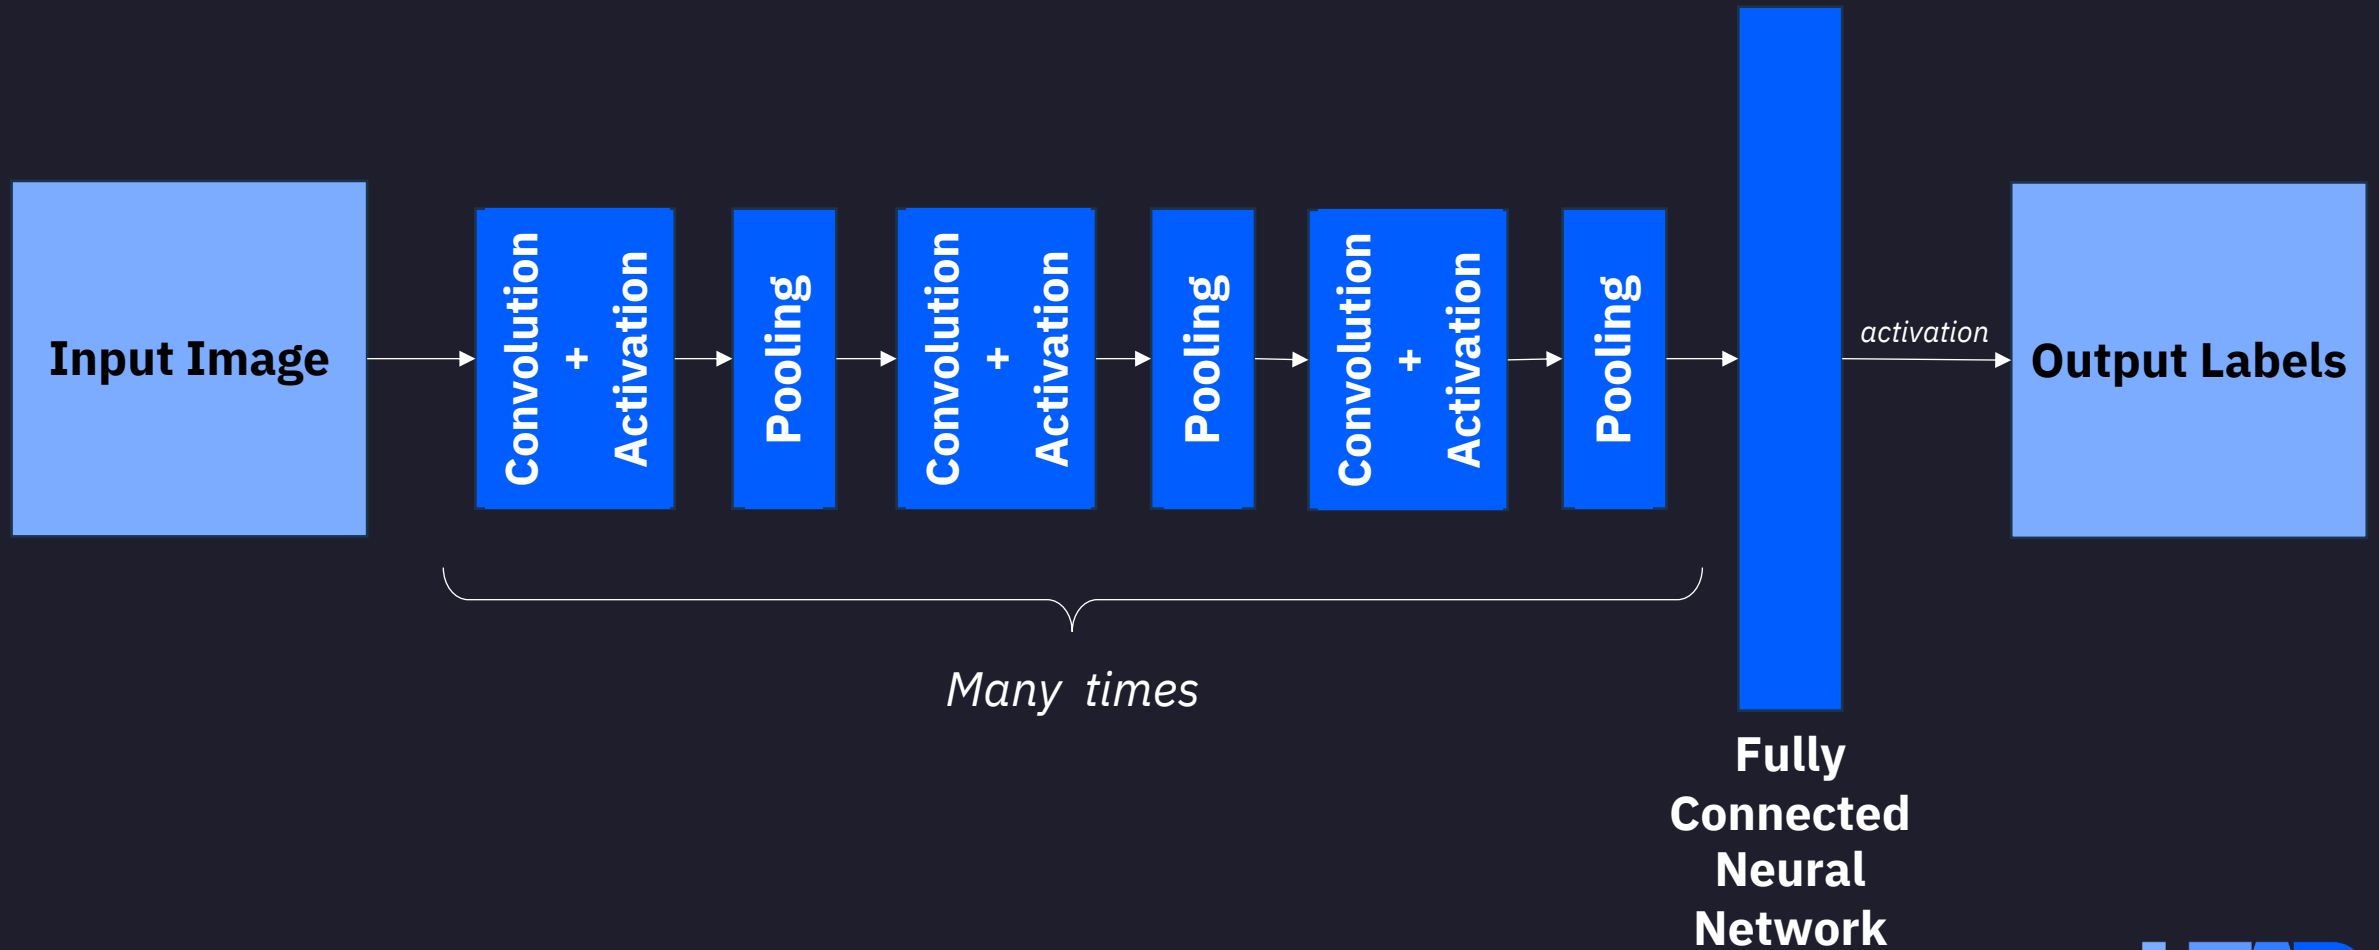 Input Image
Convolution
+
Activation
Pooling
Convolution
+
Activation
Pooling
Convolution
+
Activation
Pooling
activation
Output Labels
Many times
Fully
Connected
Neural
Network